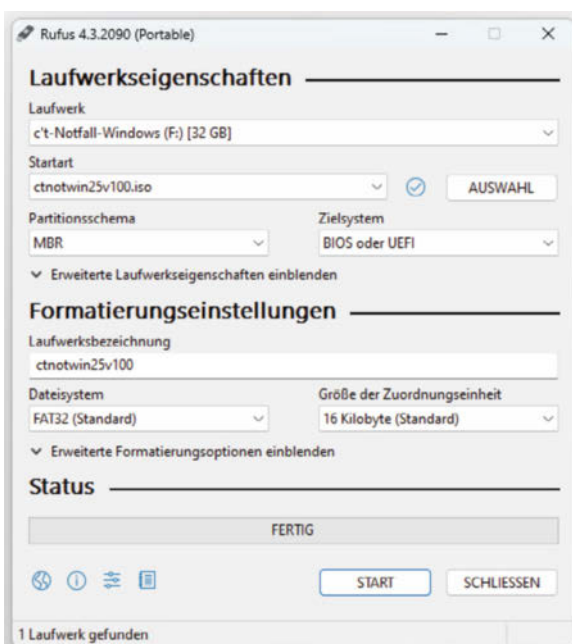 Rufus 4.3.2090 (Portable)
Laufwerkseigenschaften
Laufwerk
c't-Notfall-Windows (F:) [32 GB]
Startart
ctnotwin25v100.iso
AUSWAHL
Partitionsschema
Zielsystem
MBR
BIOS oder UEFI
Erweiterte Laufwerkseigenschaften einblenden
Formatierungseinstellungen
Laufwerksbezeichnung
ctnotwin25v100
Dateisystem
Größe der Zuordnungseinheit
FAT32 (Standard)
16 Kilobyte (Standard)
Erweiterte Formatierungsoptionen einblenden
Status
FERTIG
START
SCHLIESSEN
1 Laufwerk gefunden